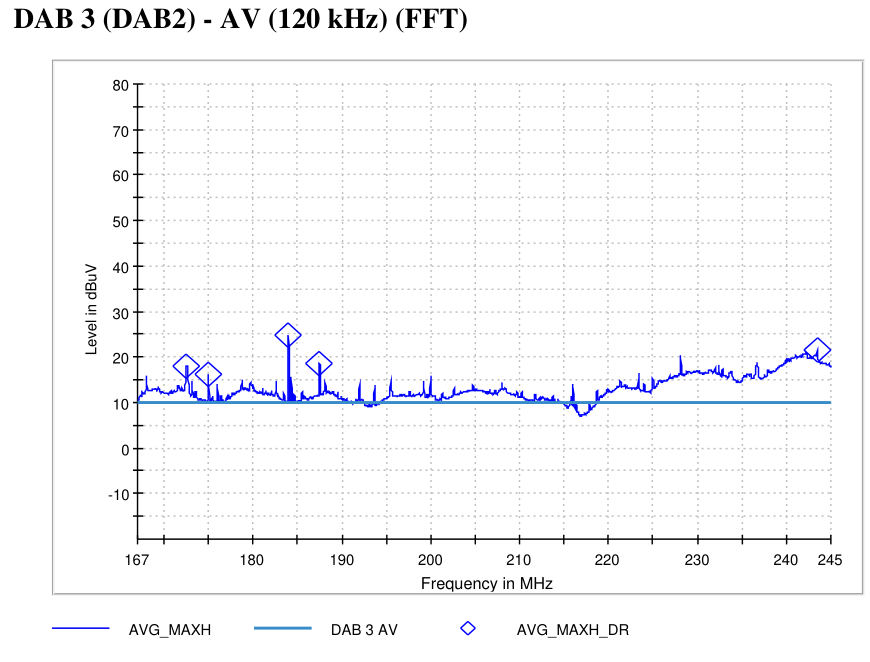 DAB 3 (DAB2) - AV (120 kHz) (FFT)
80
70
60
50
40
30
20
10
0
-10
Level in dBuV
167 180 190 200 210 220 230 240 245
Frequency in MHz
AVG_MAXH DAB 3 AV AVG_MAXH_DR